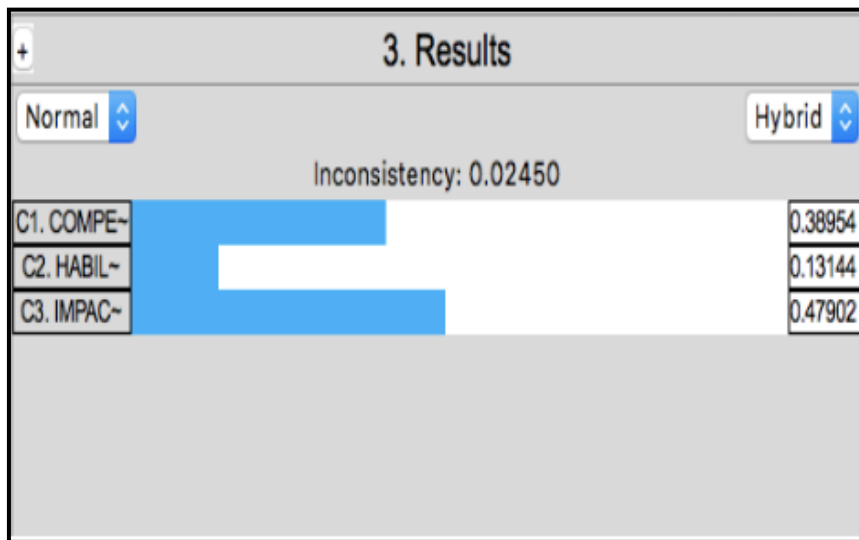 + 3. Results
Normal Hybrid
Inconsistency: 0.02450
C1. COMPE~ 0.38954
C2. HABIL~ 0.13144
C3. IMPAC~ 0.47902